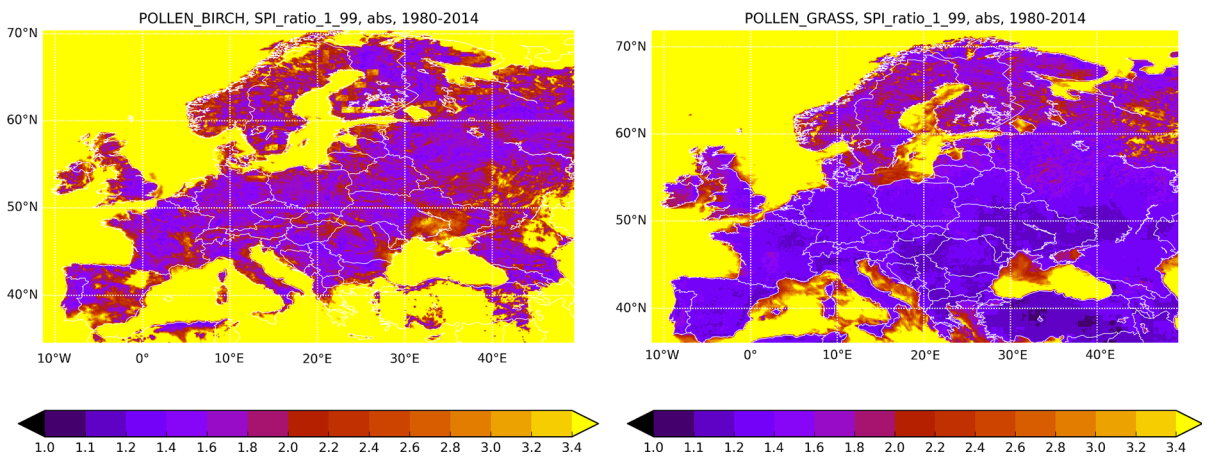 POLLEN_BIRCH, SPI_ratio_1_99, abs, 1980-2014
70°N
60°N
50°N
40°N
10°W 0° 10°E 20°E 30°E 40°E
1.0 1.1 1.2 1.4 1.6 1.8 2.0 2.2 2.4 2.6 2.8 3.0 3.2 3.4
POLLEN_GRASS, SPI_ratio_1_99, abs, 1980-2014
70°N
60°N
50°N
40°N
10°W 0° 10°E 20°E 30°E 40°E
1.0 1.1 1.2 1.4 1.6 1.8 2.0 2.2 2.4 2.6 2.8 3.0 3.2 3.4